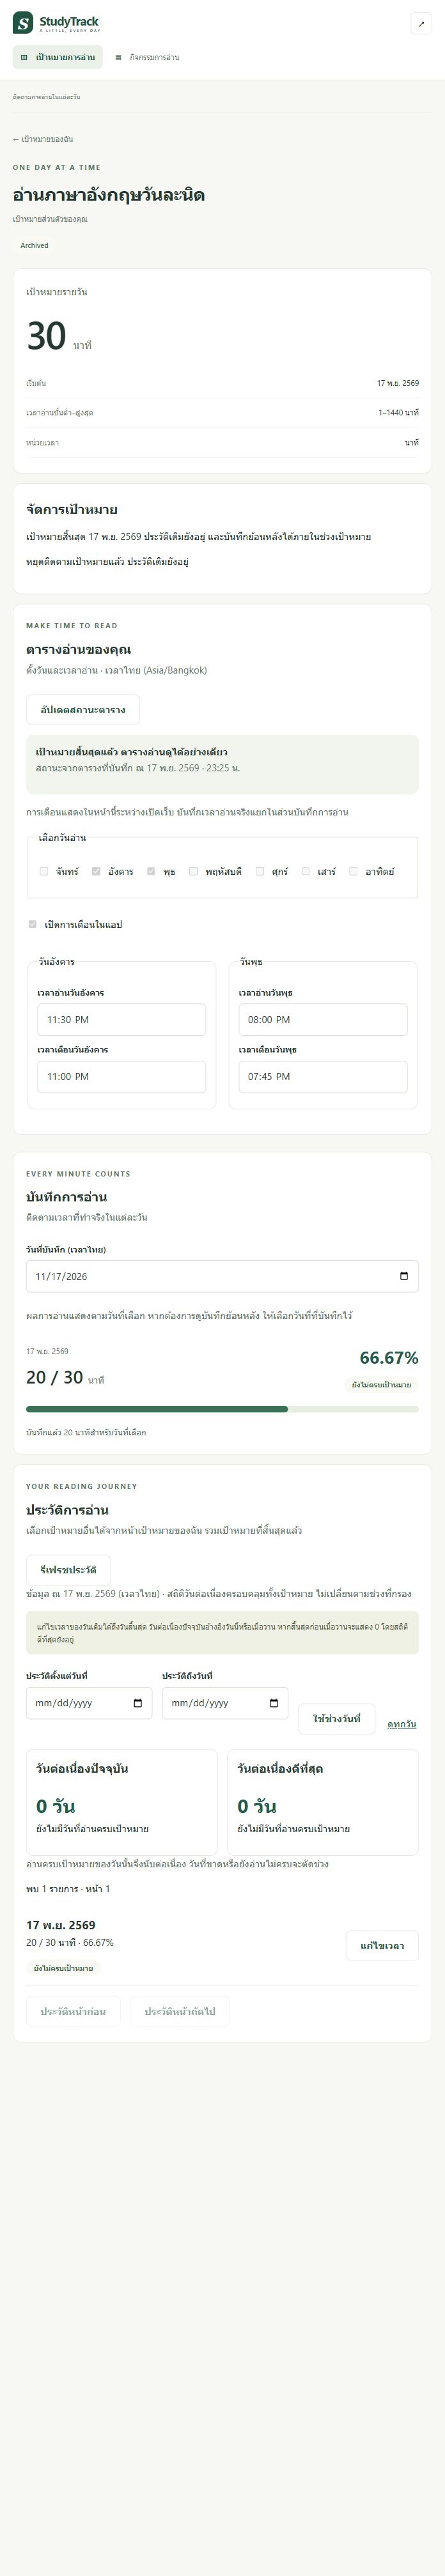 S StudyTrack
A LITTLE, EVERY DAY
↗
เป้าหมายการอ่าน กิจกรรมการอ่าน
ติดตามการอ่านในแต่ละวัน
← เป้าหมายของฉัน
ONE DAY AT A TIME
อ่านภาษาอังกฤษวันละนิด
เป้าหมายส่วนตัวของคุณ
Archived
เป้าหมายรายวัน
30 นาที
เริ่มต้น 17 พ.ย. 2569
เวลาอ่านขั้นต่ำ–สูงสุด 1–1440 นาที
หน่วยเวลา นาที
จัดการเป้าหมาย
เป้าหมายสิ้นสุด 17 พ.ย. 2569 ประวัติเดิมยังอยู่ และบันทึกย้อนหลังได้ภายในช่วงเป้าหมาย
หยุดติดตามเป้าหมายแล้ว ประวัติเดิมยังอยู่
MAKE TIME TO READ
ตารางอ่านของคุณ
ตั้งวันและเวลาอ่าน · เวลาไทย (Asia/Bangkok)
อัปเดตสถานะตาราง
เป้าหมายสิ้นสุดแล้ว ตารางอ่านดูได้อย่างเดียว
สถานะจากตารางที่บันทึก ณ 17 พ.ย. 2569 · 23:25 น.
การเตือนแสดงในหน้านี้ระหว่างเปิดเว็บ บันทึกเวลาอ่านจริงแยกในส่วนบันทึกการอ่าน
เลือกวันอ่าน
จันทร์ อังคาร พุธ พฤหัสบดี ศุกร์ เสาร์ อาทิตย์
เปิดการเตือนในแอป
วันอังคาร วันพุธ
เวลาอ่านวันอังคาร เวลาอ่านวันพุธ
11:30 PM 08:00 PM
เวลาเตือนวันอังคาร เวลาเตือนวันพุธ
11:00 PM 07:45 PM
EVERY MINUTE COUNTS
บันทึกการอ่าน
ติดตามเวลาที่ทำจริงในแต่ละวัน
วันที่บันทึก (เวลาไทย)
11/17/2026
ผลการอ่านแสดงตามวันที่เลือก หากต้องการดูบันทึกย้อนหลัง ให้เลือกวันที่ที่บันทึกไว้
17 พ.ย. 2569 66.67%
20 / 30 นาที ยังไม่ครบเป้าหมาย
บันทึกแล้ว 20 นาทีสำหรับวันที่เลือก
YOUR READING JOURNEY
ประวัติการอ่าน
เลือกเป้าหมายอื่นได้จากหน้าเป้าหมายของฉัน รวมเป้าหมายที่สิ้นสุดแล้ว
รีเฟรชประวัติ
ข้อมูล ณ 17 พ.ย. 2569 (เวลาไทย) · สถิติวันต่อเนื่องครอบคลุมทั้งเป้าหมาย ไม่เปลี่ยนตามช่วงที่กรอง
แก้ไขเวลาของวันเดิมได้ถึงวันสิ้นสุด วันต่อเนื่องปัจจุบันอ้างอิงวันนี้หรือเมื่อวาน หากสิ้นสุดก่อนเมื่อวานจะแสดง 0 โดยสถิติ
ดีที่สุดยังอยู่
ประวัติตั้งแต่วันที่ ประวัติถึงวันที่
mm/dd/yyyy mm/dd/yyyy ใช้ช่วงวันที่ ดูทุกวัน
วันต่อเนื่องปัจจุบัน วันต่อเนื่องดีที่สุด
0 วัน 0 วัน
ยังไม่มีวันที่อ่านครบเป้าหมาย ยังไม่มีวันที่อ่านครบเป้าหมาย
อ่านครบเป้าหมายของวันนั้นจึงนับต่อเนื่อง วันที่ขาดหรือยังอ่านไม่ครบจะตัดช่วง
พบ 1 รายการ · หน้า 1
17 พ.ย. 2569
20 / 30 นาที · 66.67%
ยังไม่ครบเป้าหมาย
แก้ไขเวลา
ประวัติหน้าก่อน ประวัติหน้าถัดไป